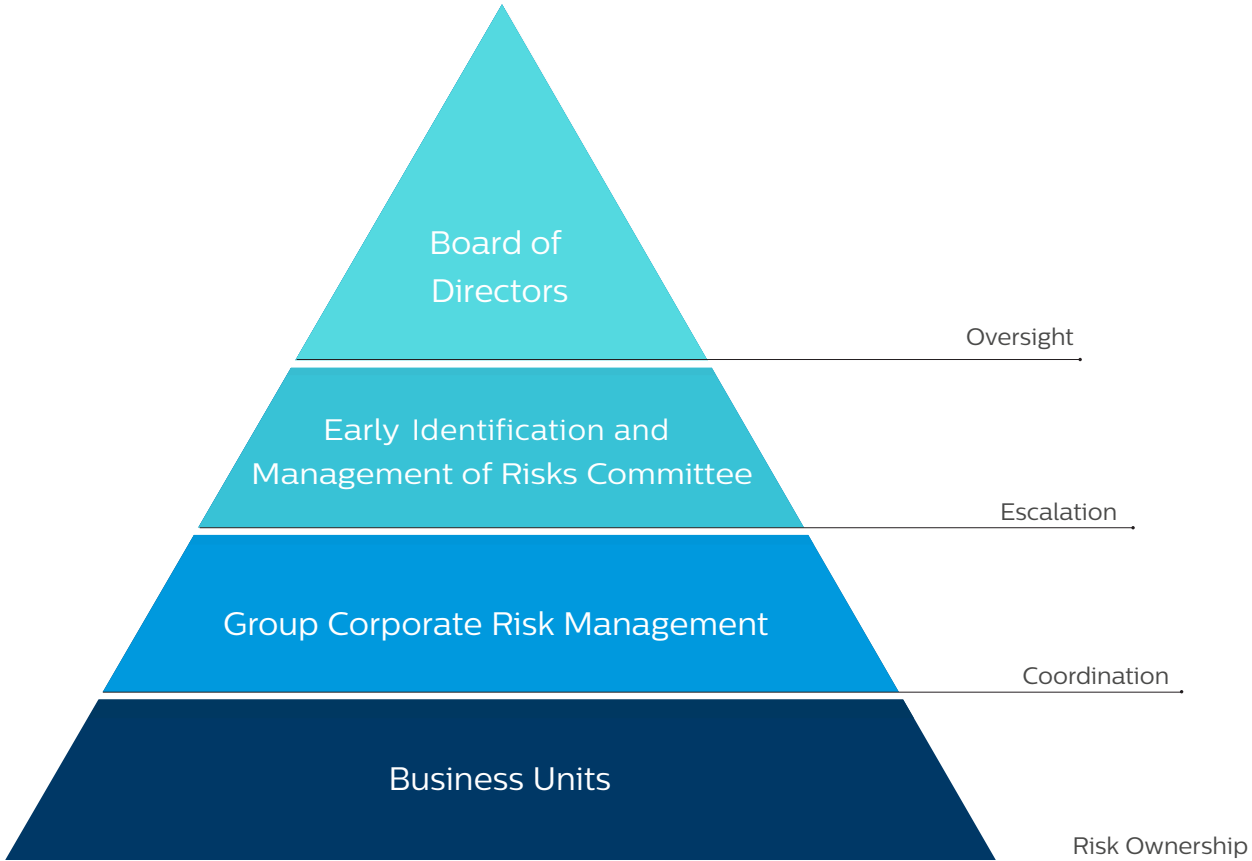 Board of
Directors
Oversight
Early Identification and
Management of Risks Committee
Escalation
Group Corporate Risk Management
Coordination
Business Units
Risk Ownership